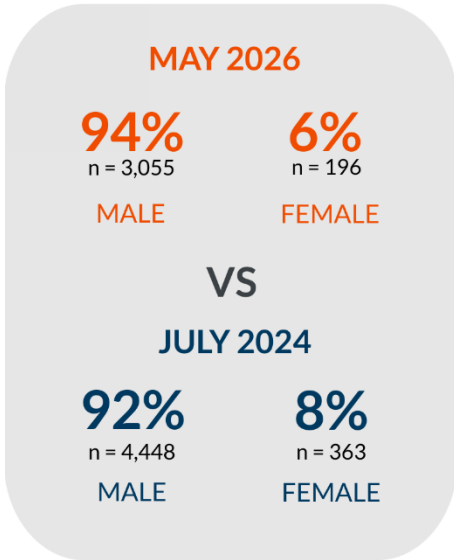 MAY 2026
94% 6%
n = 3,055 n = 196
MALE FEMALE
VS
JULY 2024
92% 8%
n = 4,448 n = 363
MALE FEMALE